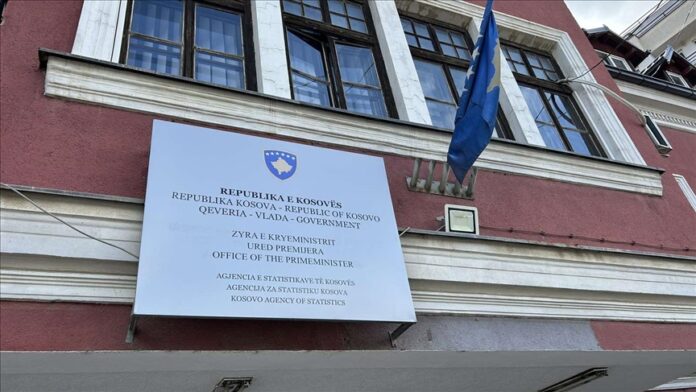 REPUBLIKA E KOSOVËS
REPUBLIKA KOSOVA - REPUBLIC OF KOSOVO
QEVERIA - VLADA - GOVERNMENT
ZYRA E KRYEMINISTRIT
URED PREMIJERA
OFFICE OF THE PRIMEMINISTER
AGJENCIA E STATISTIKAVE TË KOSOVËS
AGENCIJA ZA STATISTIKU KOSOVA
KOSOVO AGENCY OF STATISTICS